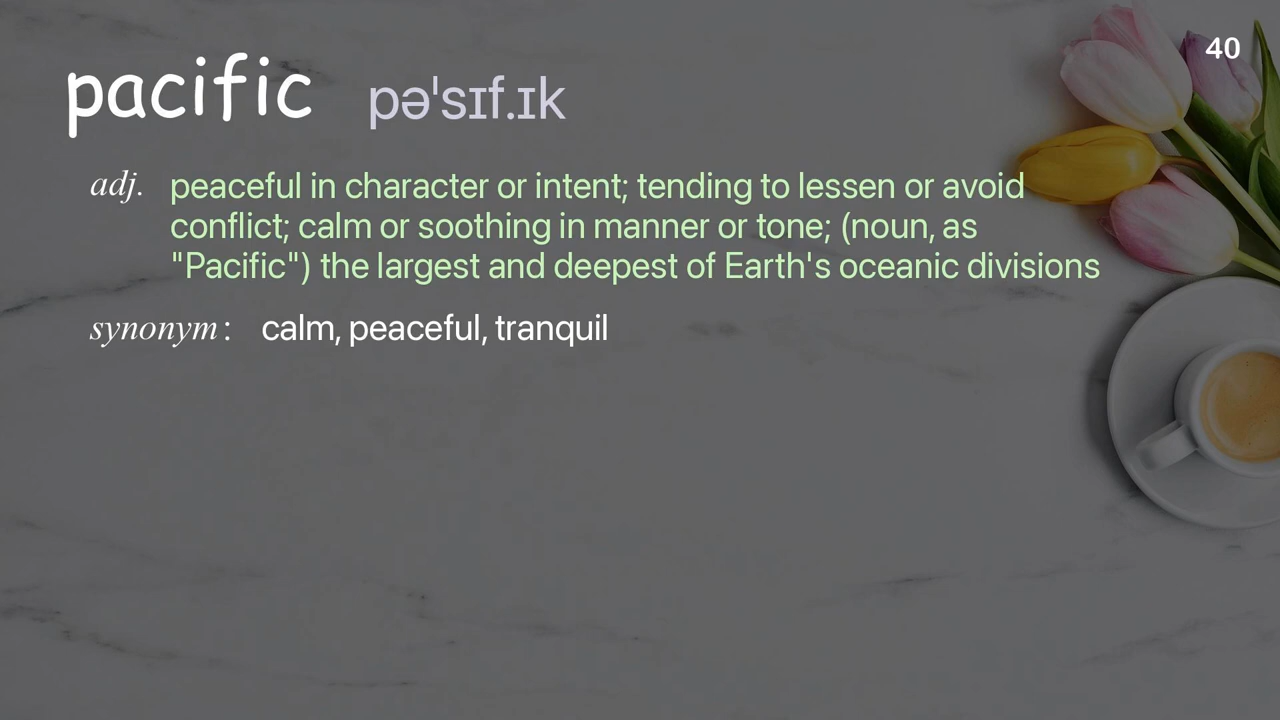 40
pacific pəˈsɪf.ɪk
adj. peaceful in character or intent; tending to lessen or avoid
conflict; calm or soothing in manner or tone; (noun, as
"Pacific") the largest and deepest of Earth's oceanic divisions
synonym: calm, peaceful, tranquil